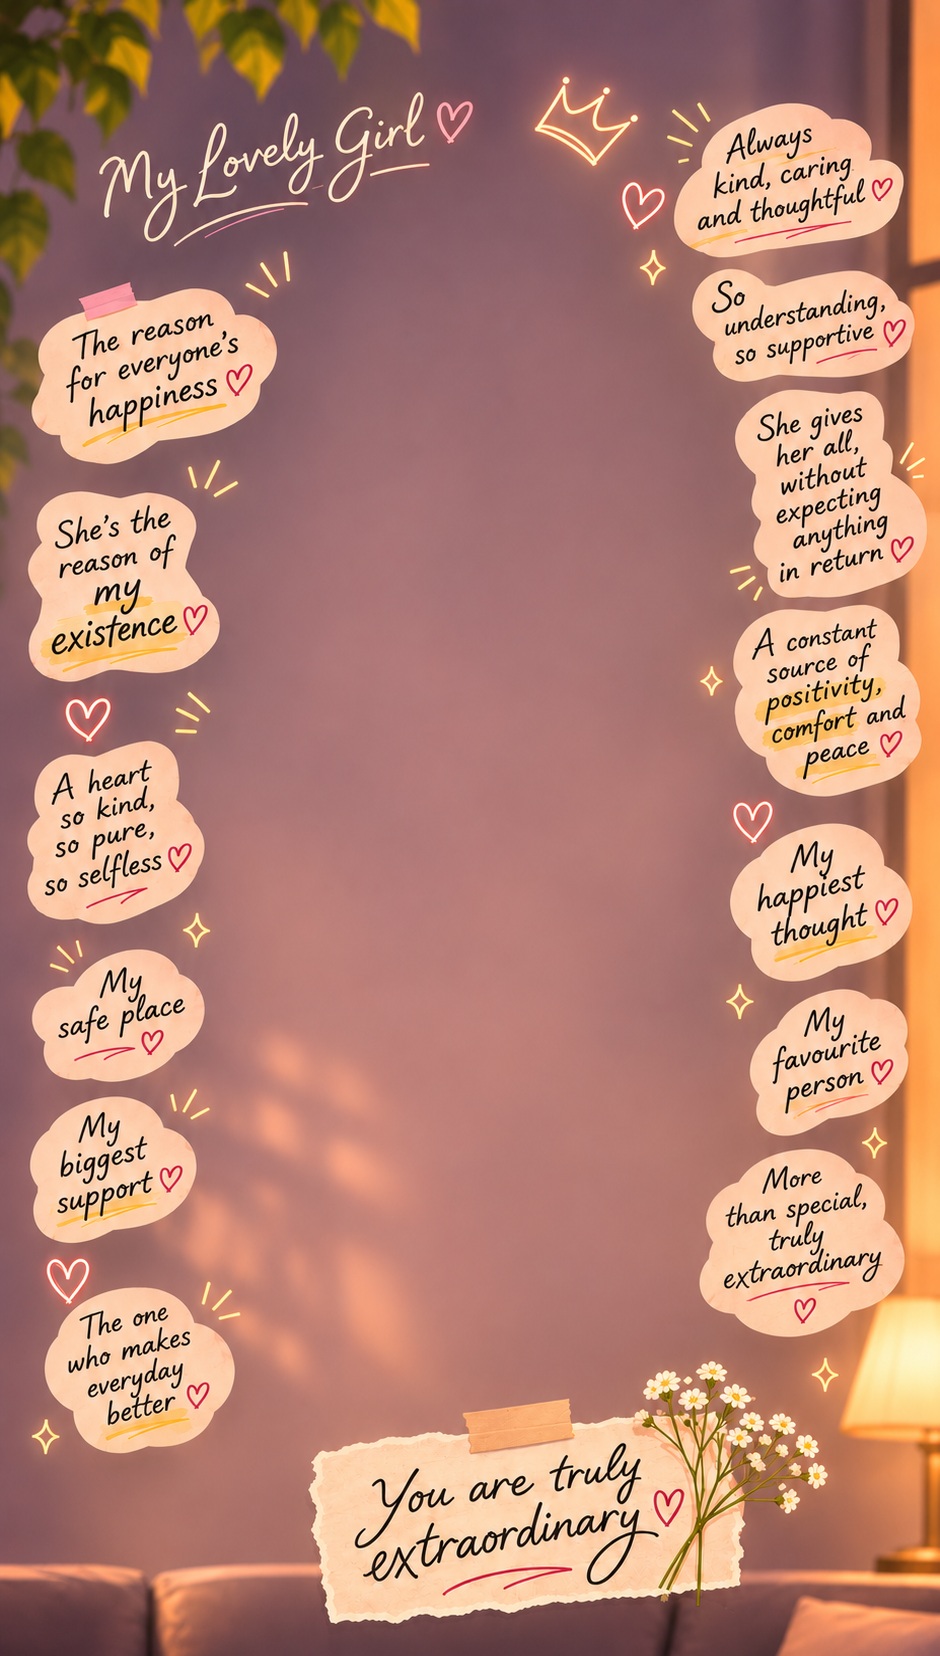 My Lovely Girl
The reason
for everyone's
happiness
She's the
reason of
my
existence
A heart
so kind,
so pure,
so selfless
My
safe place
My
biggest
support
The one
who makes
everyday
better
Always
kind, caring
and thoughtful
So
understanding,
so supportive
She gives
her all,
without
expecting
anything
in return
A constant
source of
positivity,
comfort and
peace
My
happiest
thought
My
favourite
person
More
than special,
truly
extraordinary
You are truly
extraordinary